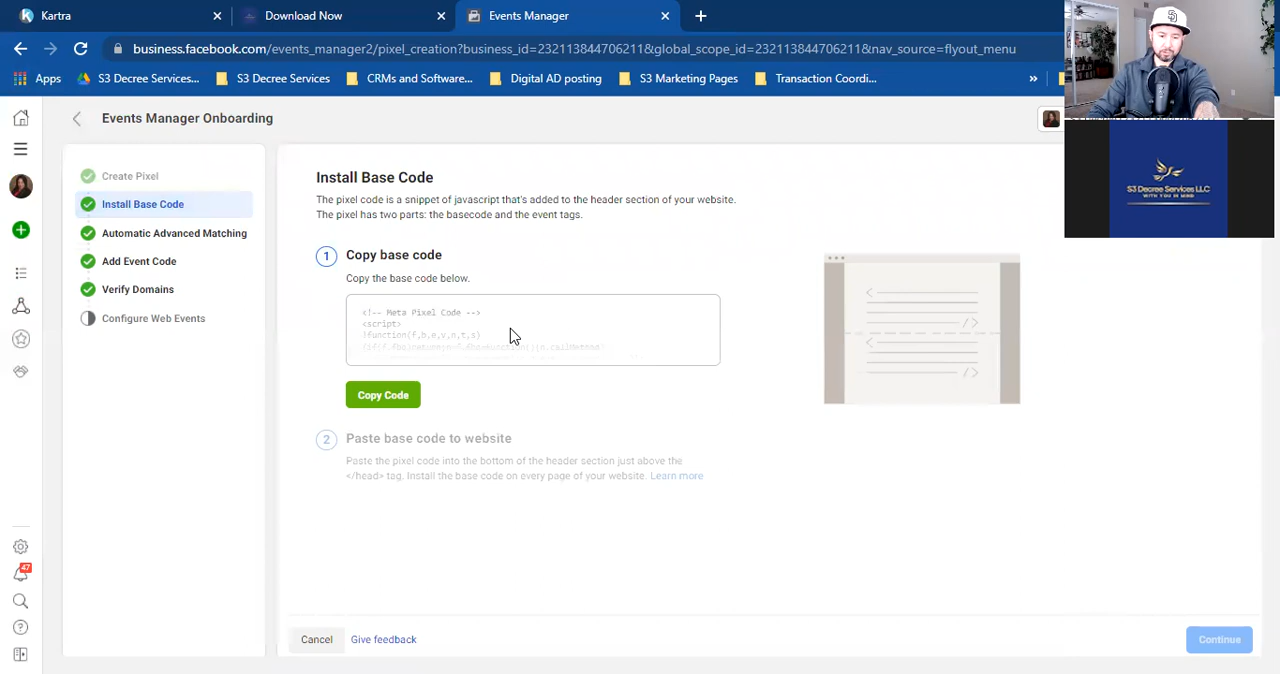 Kartra
Download Now
Events Manager
business.facebook.com/events_manager2/pixel_creation?business_id=232113844706211&global_scope_id=232113844706211&nav_source=flyout_menu
Apps
S3 Decree Services...
S3 Decree Services
CRMs and Software...
Digital AD posting
S3 Marketing Pages
Transaction Coordi...
»
Events Manager Onboarding
Create Pixel
Install Base Code
Automatic Advanced Matching
Add Event Code
Verify Domains
Configure Web Events
Install Base Code
The pixel code is a snippet of javascript that's added to the header section of your website.
The pixel has two parts: the basecode and the event tags.
1 Copy base code
Copy the base code below.
<!-- Meta Pixel Code -->
<script>
!function(f,b,e,v,n,t,s)
Copy Code
2 Paste base code to website
Paste the pixel code into the bottom of the header section just above the
</head> tag. Install the base code on every page of your website. Learn more
Cancel
Give feedback
Continue
47
S3 Decree Services LLC
WITH YOU IN MIND